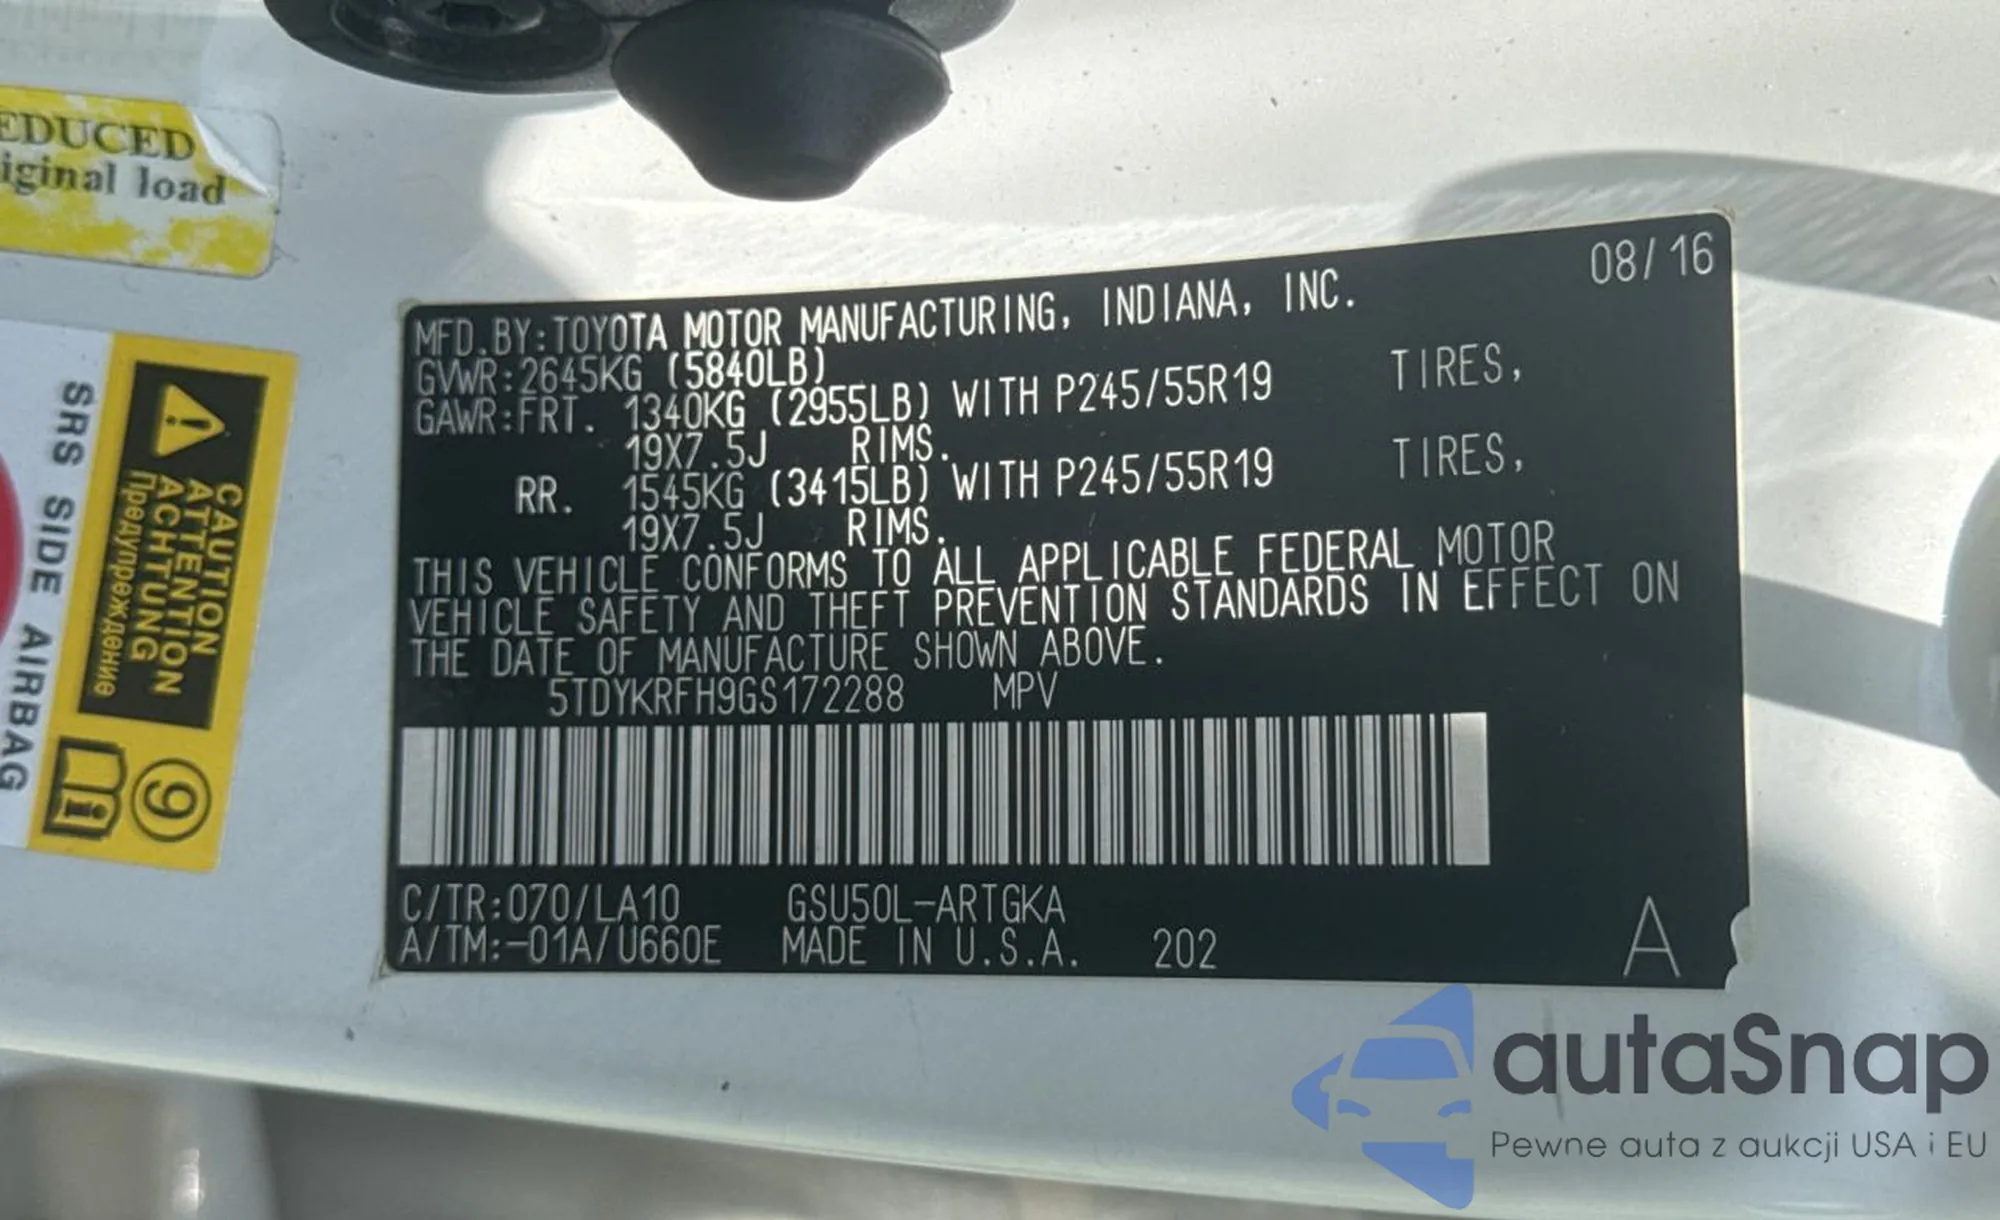 EDUCED
iginal load
SRS SIDE AIRBAG
CAUTION
ATTENTION
ACHTUNG
Предупреждение
9
08/16
MFD.BY:TOYOTA MOTOR MANUFACTURING, INDIANA, INC.
GVWR:2645KG (5840LB)
GAWR:FRT. 1340KG (2955LB) WITH P245/55R19 TIRES,
19X7.5J RIMS.
RR. 1545KG (3415LB) WITH P245/55R19 TIRES,
19X7.5J RIMS.
THIS VEHICLE CONFORMS TO ALL APPLICABLE FEDERAL MOTOR
VEHICLE SAFETY AND THEFT PREVENTION STANDARDS IN EFFECT ON
THE DATE OF MANUFACTURE SHOWN ABOVE.
5TDYKRFH9GS172288 MPV
C/TR:070/LA10 GSU50L-ARTGKA
A/TM:-01A/U660E MADE IN U.S.A. 202 A
autaSnap
Pewne auta z aukcji USA i EU